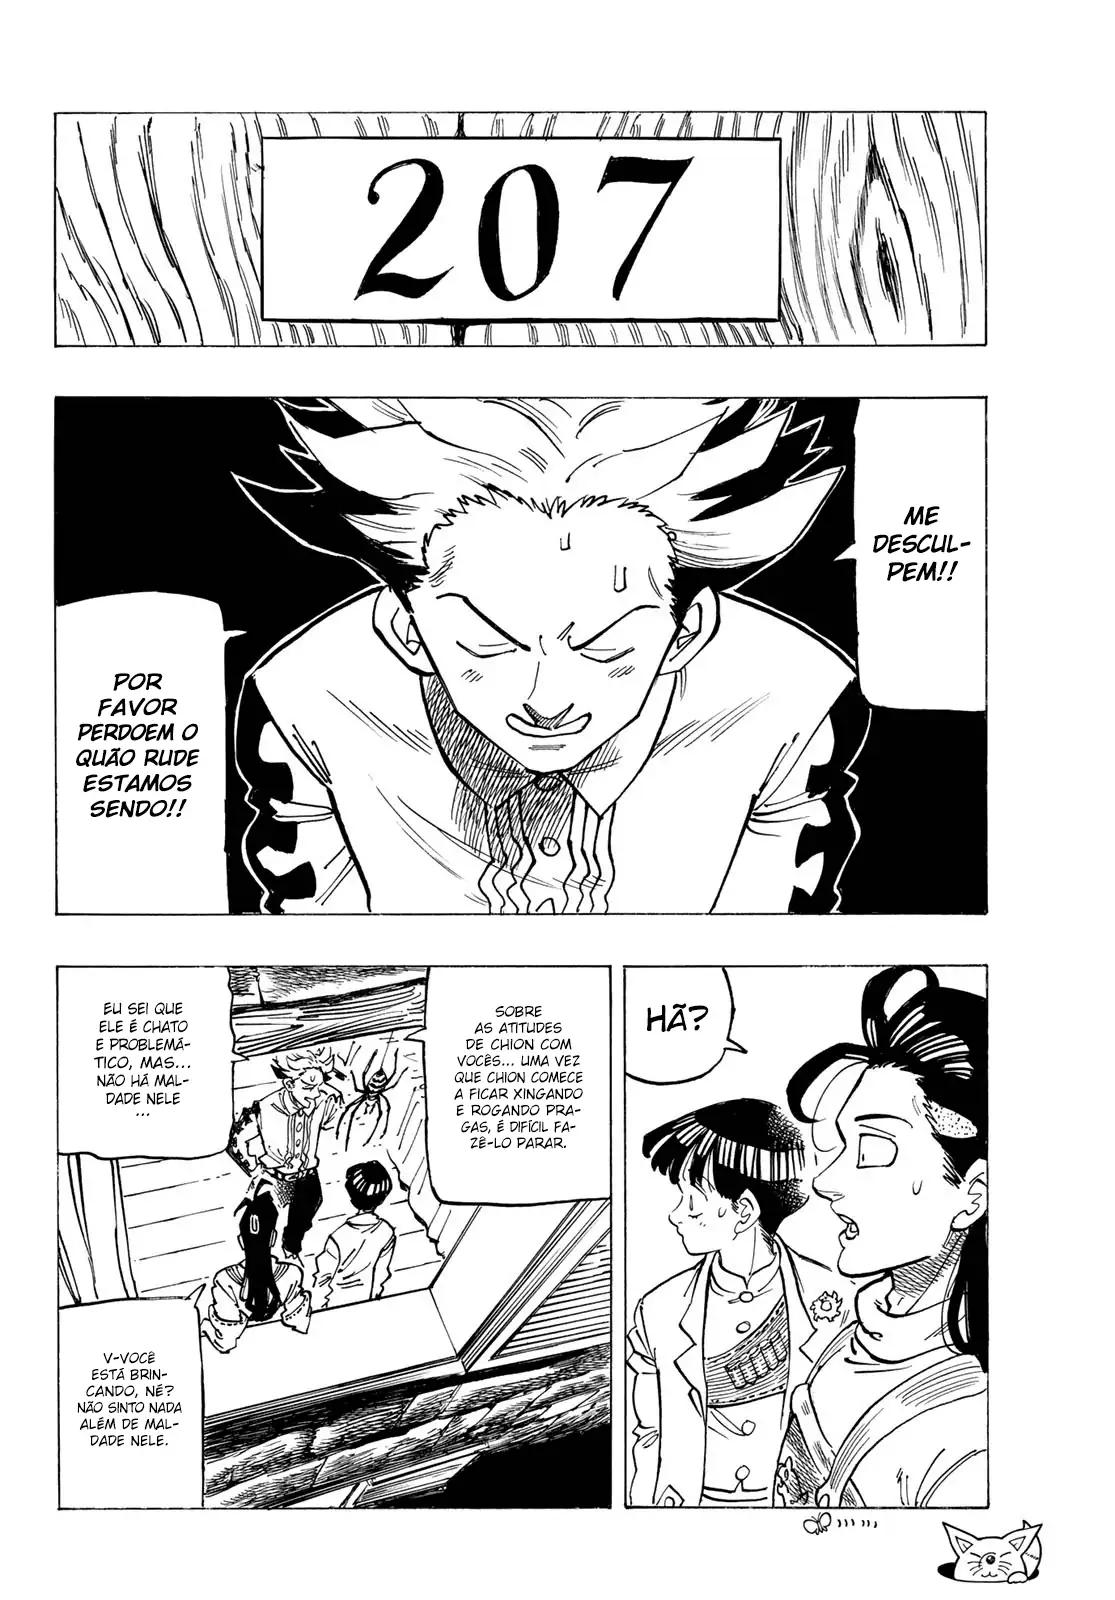 207
ME
DESCUL-
PEM!!
POR
FAVOR
PERDOEM O
QUÃO RUDE
ESTAMOS
SENDO!!
HÃ?
SOBRE
AS ATITUDES
DE CHION COM
VOCÊS... UMA VEZ
QUE CHION COMECE
A FICAR XINGANDO
E ROGANDO PRA-
GAS, É DIFÍCIL FA-
ZÊ-LO PARAR.
EU SEI QUE
ELE É CHATO
E PROBLEMÁ-
TICO, MAS...
NÃO HÁ MAL-
DADE NELE
...
V-VOCÊ
ESTÁ BRIN-
CANDO, NÉ?
NÃO SINTO NADA
ALÉM DE MAL-
DADE NELE.